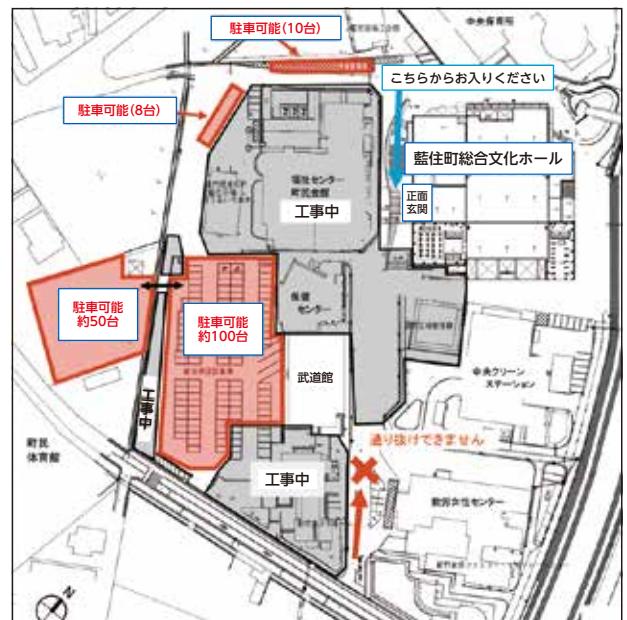 駐車可能(10台)
中央保育所
こちらからお入りください
駐車可能(8台)
藍住町総合文化ホール
福祉センター
町民会館
工事中
正面
玄関
保健
センター
駐車可能
約50台
駐車可能
約100台
武道館
中央クリーン
ステーション
工事中
町民
体育館
通り抜けできません
工事中
勤労女性センター
N